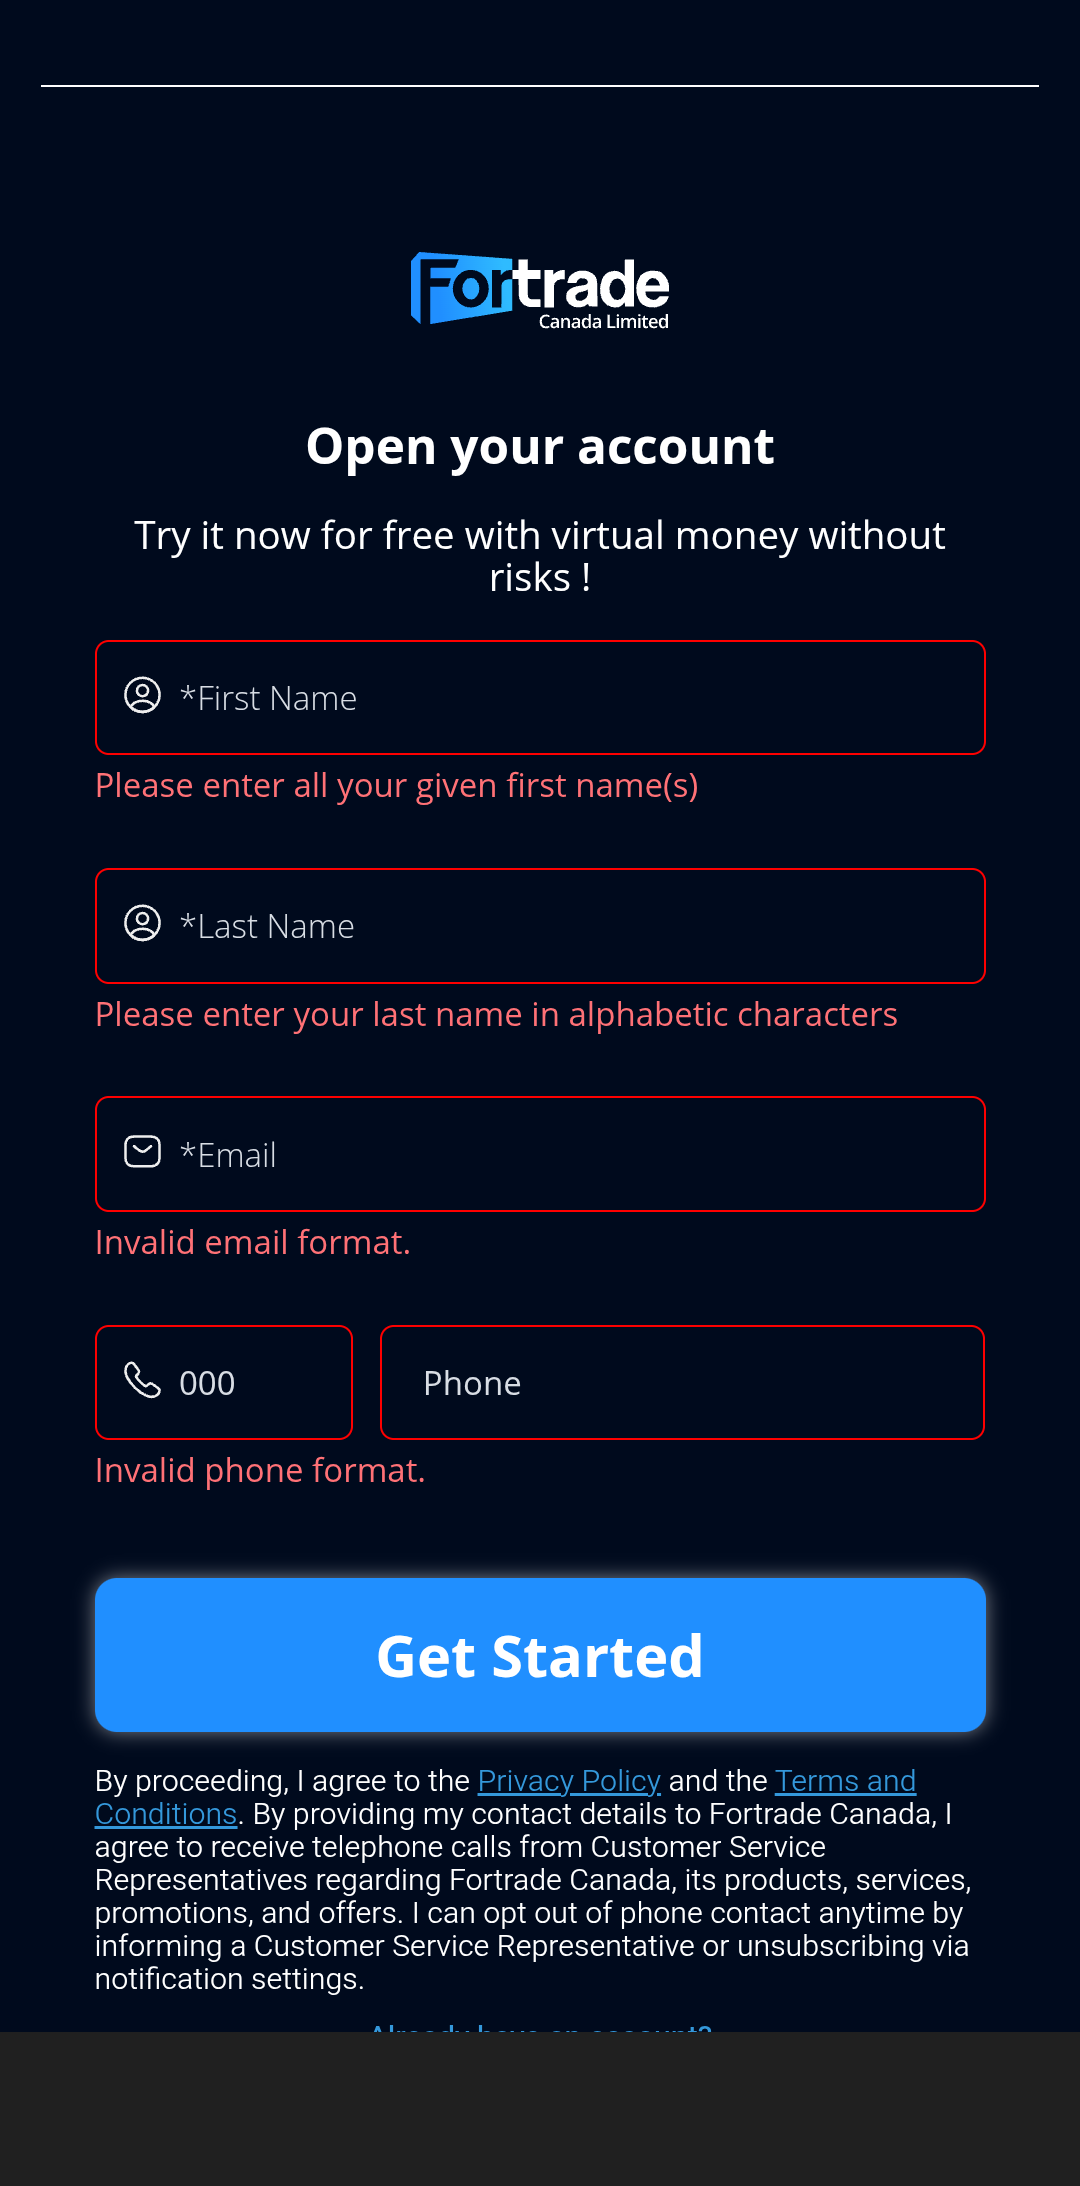 Fortrade
Canada Limited
Open your account
Try it now for free with virtual money without
risks !
*First Name
Please enter all your given first name(s)
*Last Name
Please enter your last name in alphabetic characters
*Email
Invalid email format.
000
Phone
Invalid phone format.
Get Started
By proceeding, I agree to the Privacy Policy and the Terms and
Conditions. By providing my contact details to Fortrade Canada, I
agree to receive telephone calls from Customer Service
Representatives regarding Fortrade Canada, its products, services,
promotions, and offers. I can opt out of phone contact anytime by
informing a Customer Service Representative or unsubscribing via
notification settings.
Already have an account?